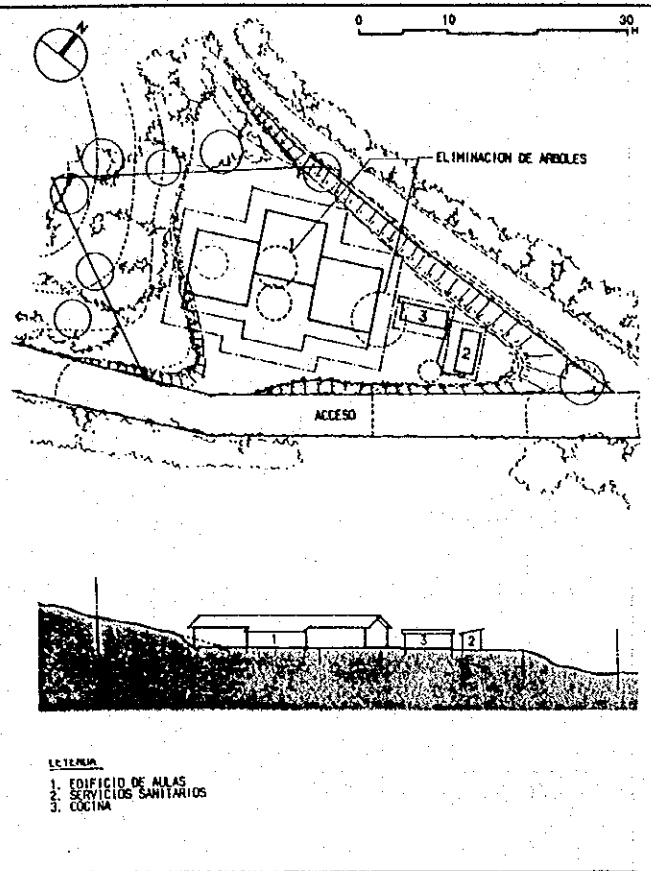 N
0 10 30
M
ELIMINACION DE ARBOLES
1
3
2
ACCESO
1
3
2
LEYENDA
1. EDIFICIO DE AULAS
2. SERVICIOS SANITARIOS
3. COCINA